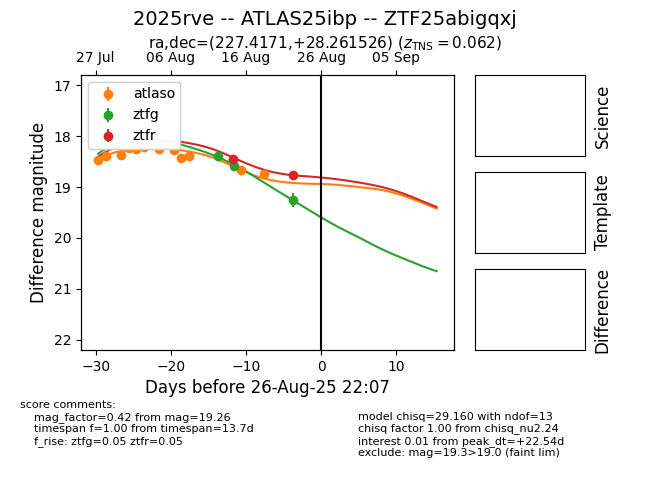 2025rve -- ATLAS25ibp -- ZTF25abigqxj
ra,dec=(227.4171,+28.261526) (z_TNS = 0.062)
27 Jul 06 Aug 16 Aug 26 Aug 05 Sep
atlaso
ztfg
ztfr
17
18
19
20
21
22
Difference magnitude
−30 −20 −10 0 10
Days before 26-Aug-25 22:07
Science
Template
Difference
score comments:
mag_factor=0.42 from mag=19.26
timespan f=1.00 from timespan=13.7d
f_rise: ztfg=0.05 ztfr=0.05
model chisq=29.160 with ndof=13
chisq factor 1.00 from chisq_nu2.24
interest 0.01 from peak_dt=+22.54d
exclude: mag=19.3>19.0 (faint lim)